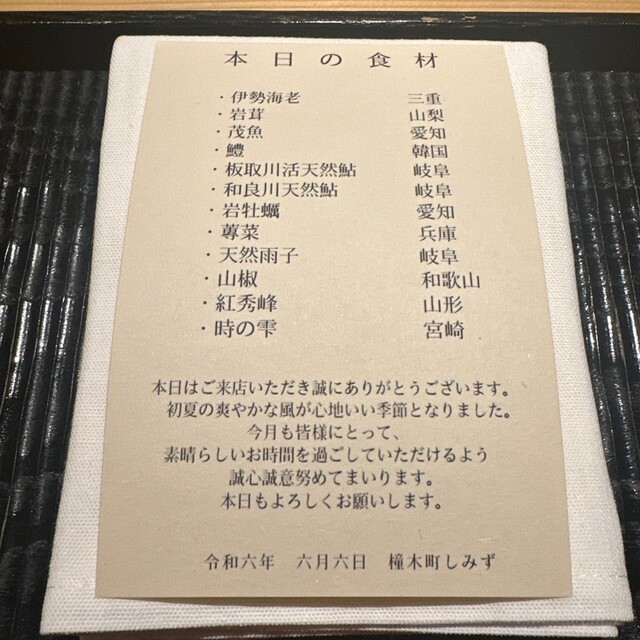 本日の食材
・伊勢海老 三重
・岩茸 山梨
・茂魚 愛知
・鱧 韓国
・板取川活天然鮎 岐阜
・和良川天然鮎 岐阜
・岩牡蠣 愛知
・蓴菜 兵庫
・天然雨子 岐阜
・山椒 和歌山
・紅秀峰 山形
・時の雫 宮崎
本日はご来店いただき誠にありがとうございます。
初夏の爽やかな風が心地いい季節となりました。
今月も皆様にとって、
素晴らしいお時間を過ごしていただけるよう
誠心誠意努めてまいります。
本日もよろしくお願いします。
令和六年 六月六日 橦木町しみず